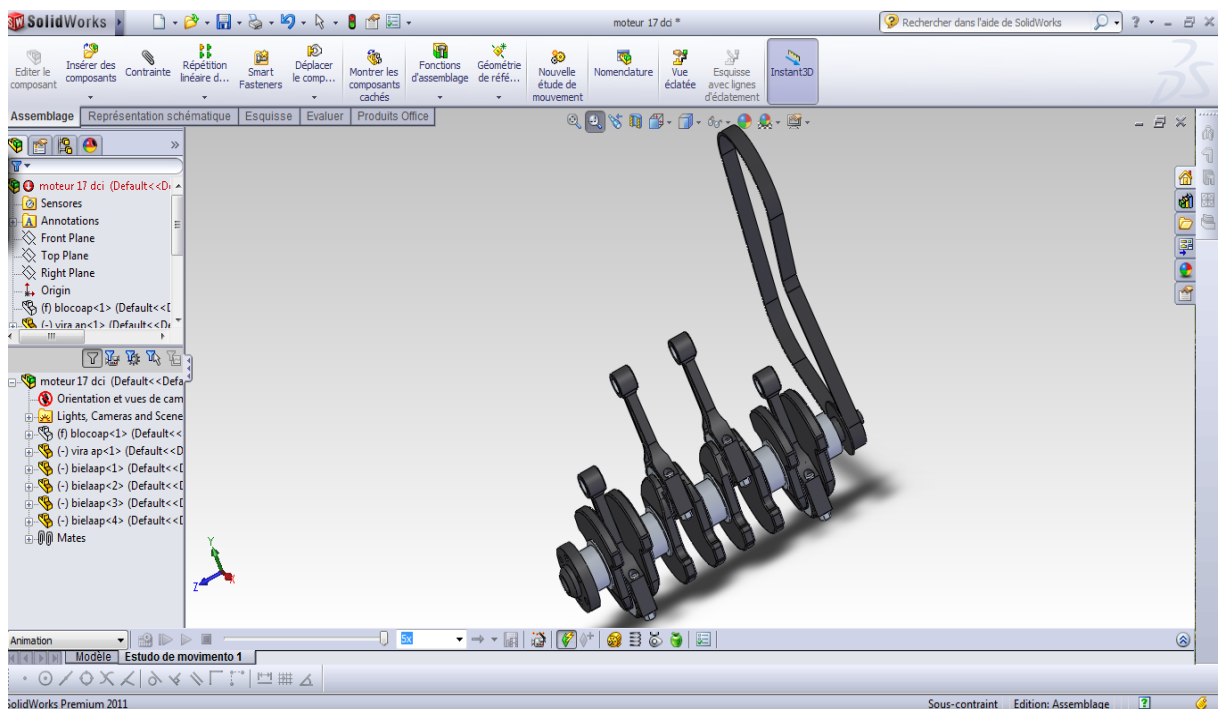 SolidWorks
moteur 17 dci *
Rechercher dans l'aide de SolidWorks
Editer le composant
Insérer des composants
Contrainte
Répétition linéaire d...
Smart Fasteners
Déplacer le comp...
Montrer les composants cachés
Fonctions d'assemblage
Géométrie de réfé...
Nouvelle étude de mouvement
Nomenclature
Vue éclatée
Esquisse avec lignes d'éclatement
Instant3D
Assemblage
Représentation schématique
Esquisse
Evaluer
Produits Office
moteur 17 dci (Default<<D
Sensores
Annotations
Front Plane
Top Plane
Right Plane
Origin
(f) blocoap<1> (Default<<
(-) vira ap<1> (Default<<De
moteur 17 dci (Default<<Defa
Orientation et vues de cam
Lights, Cameras and Scene
(f) blocoap<1> (Default<<
(-) vira ap<1> (Default<<D
(-) bielaap<1> (Default<<
(-) bielaap<2> (Default<<
(-) bielaap<3> (Default<<
(-) bielaap<4> (Default<<
Mates
Y
Z
X
Animation
5x
Modèle
Estudo de movimento 1
SolidWorks Premium 2011
Sous-contraint
Edition: Assemblage